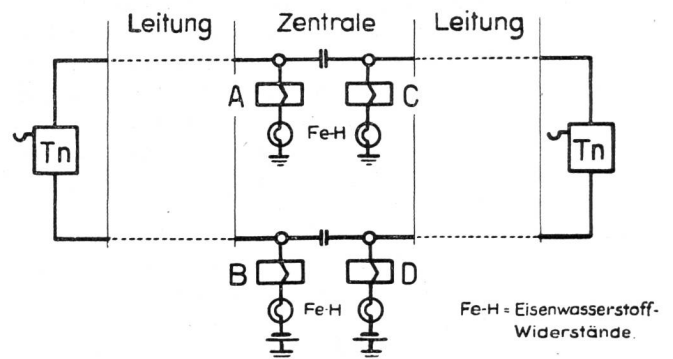 Leitung Zentrale Leitung
A C
Fe-H
Tn Tn
B D
Fe-H
Fe-H = Eisenwasserstoff-
Widerstände.